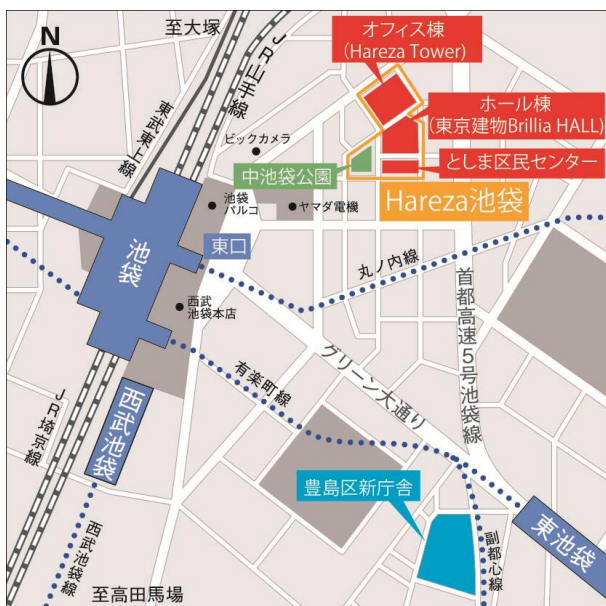 N
至大塚
JR山手線
東武東上線
オフィス棟
(Hareza Tower)
ホール棟
(東京建物Brillia HALL)
としま区民センター
Hareza池袋
ビックカメラ
中池袋公園
池袋
パルコ
ヤマダ電機
池袋
東口
西武
池袋本店
丸ノ内線
首都高速5号池袋線
グリーン大通り
有楽町線
JR埼京線
西武池袋
西武池袋線
豊島区新庁舎
東池袋
副都心線
至高田馬場